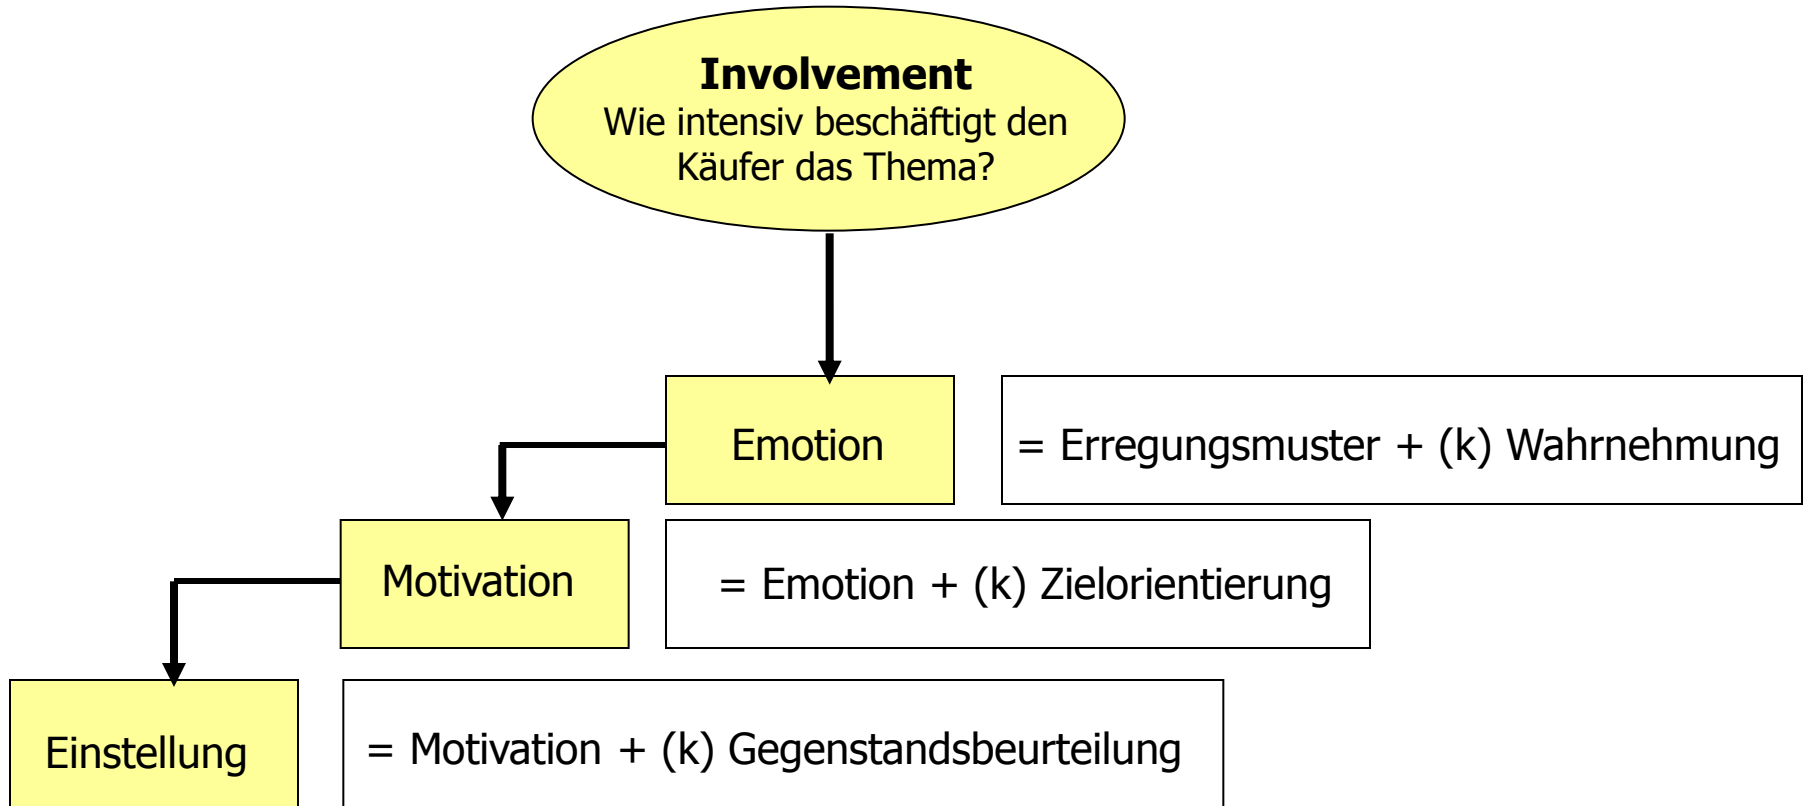 Involvement
Wie intensiv beschäftigt den
Käufer das Thema?
Emotion
= Erregungsmuster + (k) Wahrnehmung
Motivation
= Emotion + (k) Zielorientierung
Einstellung
= Motivation + (k) Gegenstandsbeurteilung